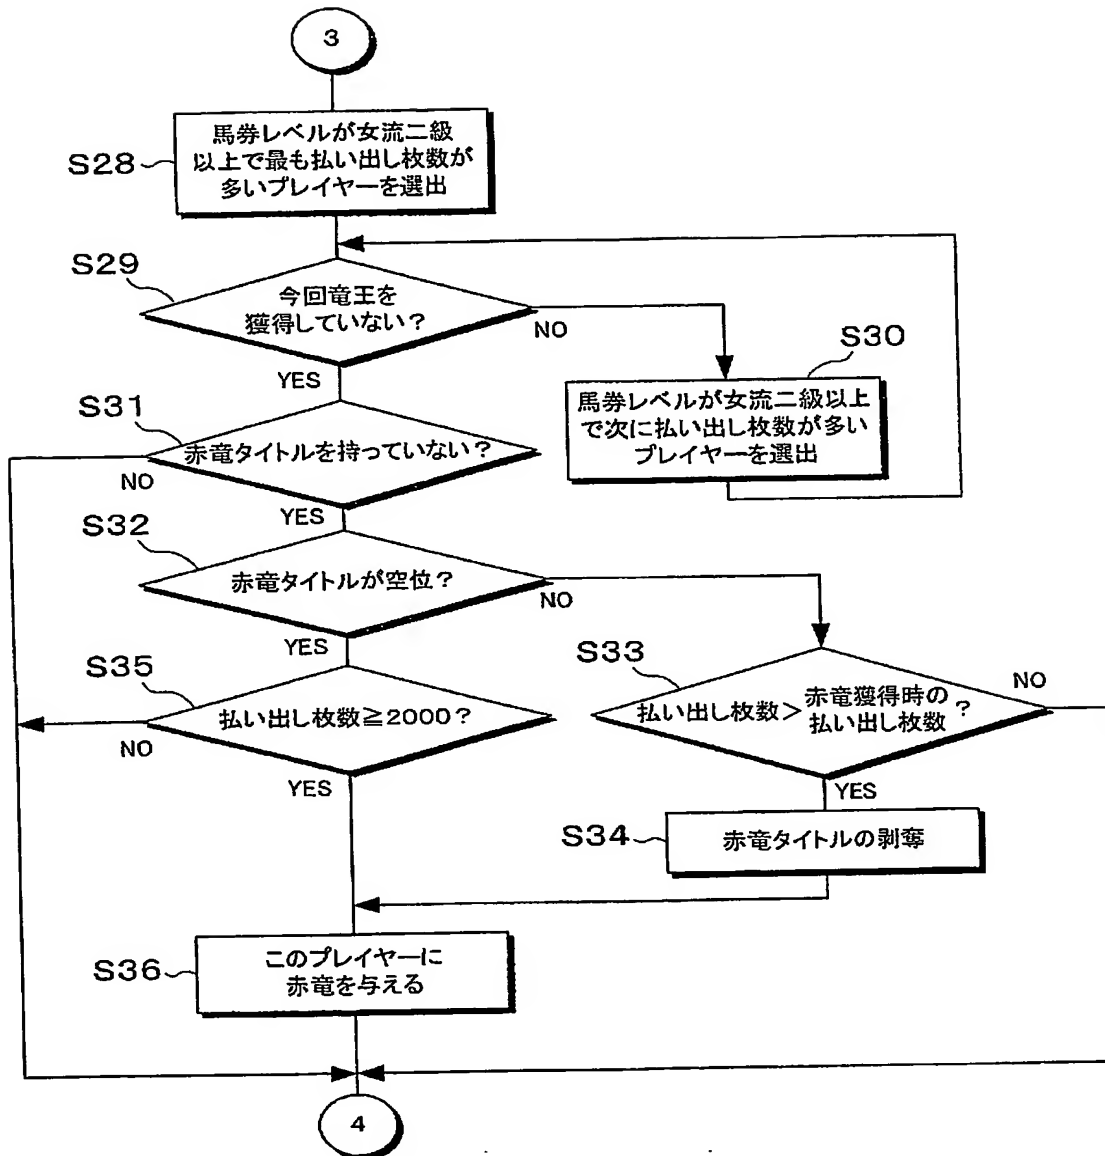 3
S28
馬券レベルが女流二級
以上で最も払い出し枚数が
多いプレイヤーを選出
S29
今回竜王を
獲得していない？
NO
YES
S30
馬券レベルが女流二級以上
で次に払い出し枚数が多い
プレイヤーを選出
S31
赤竜タイトルを持っていない？
NO
YES
S32
赤竜タイトルが空位？
NO
YES
S33
払い出し枚数＞赤竜獲得時の
払い出し枚数？
NO
YES
S35
払い出し枚数≧2000？
NO
YES
S34
赤竜タイトルの剥奪
S36
このプレイヤーに
赤竜を与える
4